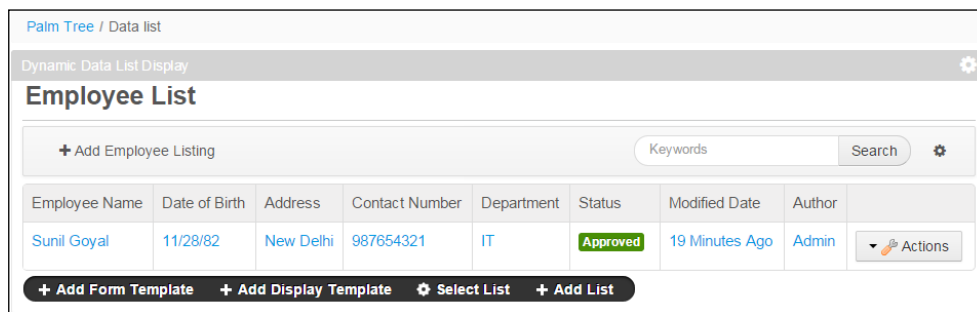 Palm Tree / Data list
Dynamic Data List Display
Employee List
+ Add Employee Listing Keywords Search
Employee Name Date of Birth Address Contact Number Department Status Modified Date Author
Sunil Goyal 11/28/82 New Delhi 987654321 IT Approved 19 Minutes Ago Admin Actions
+ Add Form Template + Add Display Template Select List + Add List